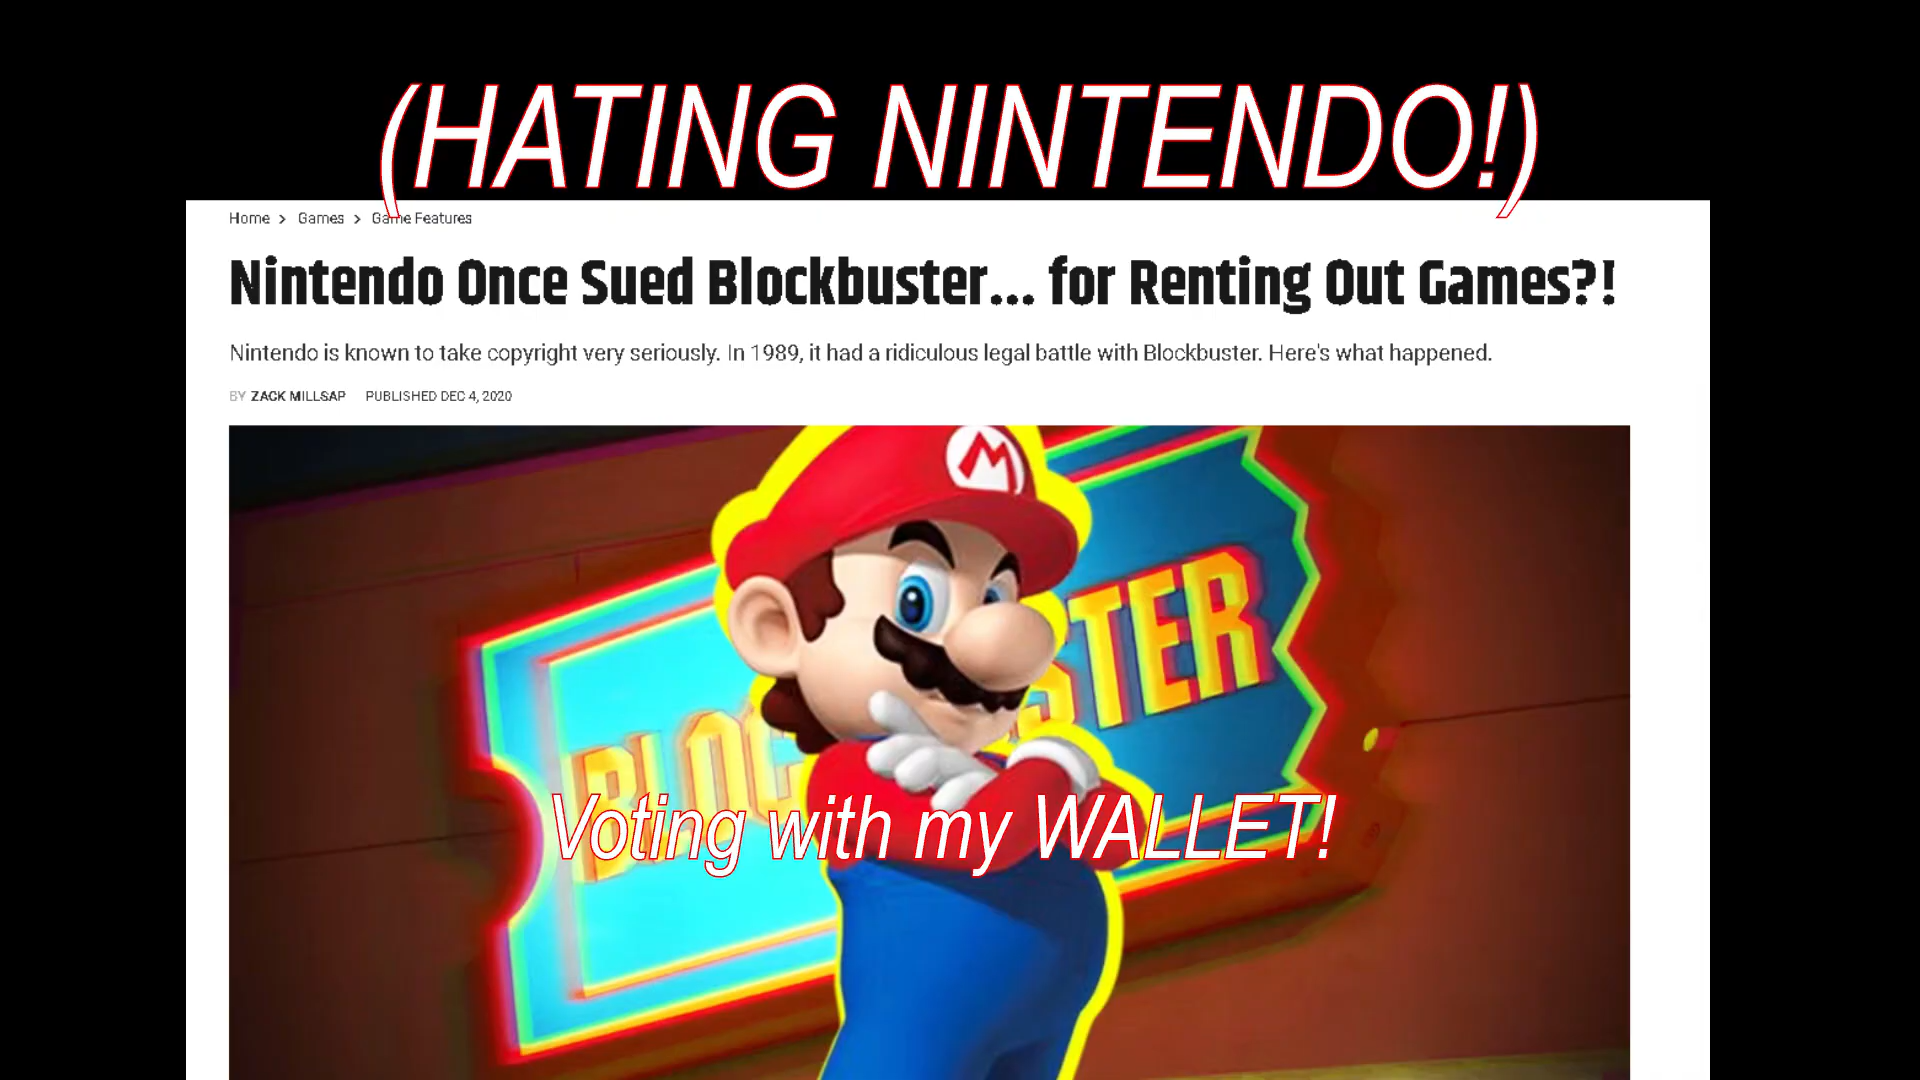 (HATING NINTENDO!)
Home > Games > Game Features
Nintendo Once Sued Blockbuster... for Renting Out Games?!
Nintendo is known to take copyright very seriously. In 1989, it had a ridiculous legal battle with Blockbuster. Here's what happened.
BY ZACK MILLSAP PUBLISHED DEC 4, 2020
M
BLOC STER
Voting with my WALLET!